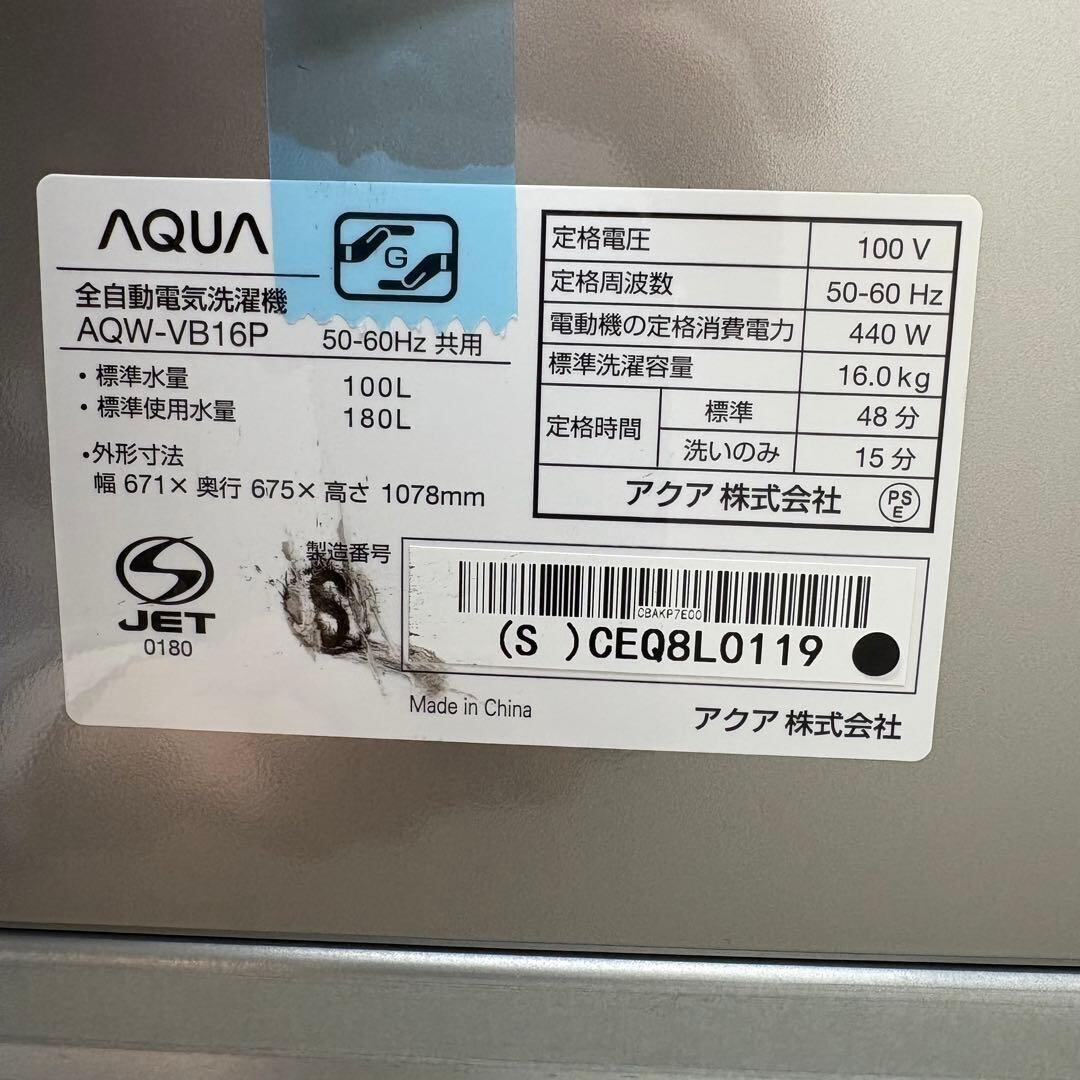 AQUA
G
全自動電気洗濯機
AQW-VB16P
50-60Hz 共用
・標準水量 100L
・標準使用水量 180L
・外形寸法
幅 671× 奥行 675× 高さ 1078mm
定格電圧 100 V
定格周波数 50-60 Hz
電動機の定格消費電力 440 W
標準洗濯容量 16.0 kg
定格時間 標準 48 分
洗いのみ 15 分
アクア 株式会社 PSE
S JET
0180
製造番号
S
CBAKP7E00
(S )CEQ8L0119
Made in China
アクア 株式会社